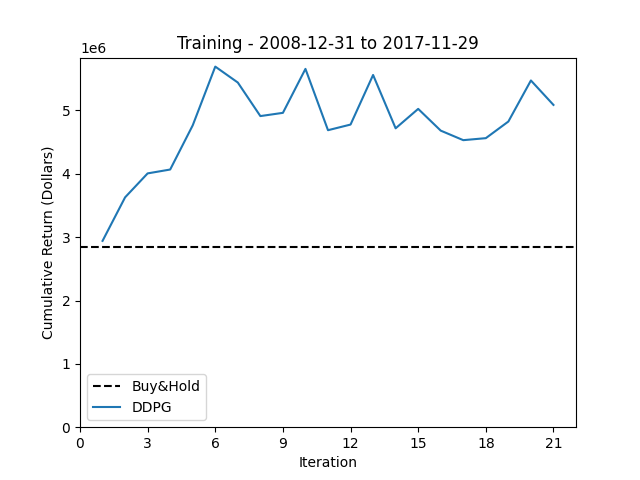 Training - 2008-12-31 to 2017-11-29
1e6
5
4
3
2
1
0
Cumulative Return (Dollars)
Buy&Hold
DDPG
0 3 6 9 12 15 18 21
Iteration